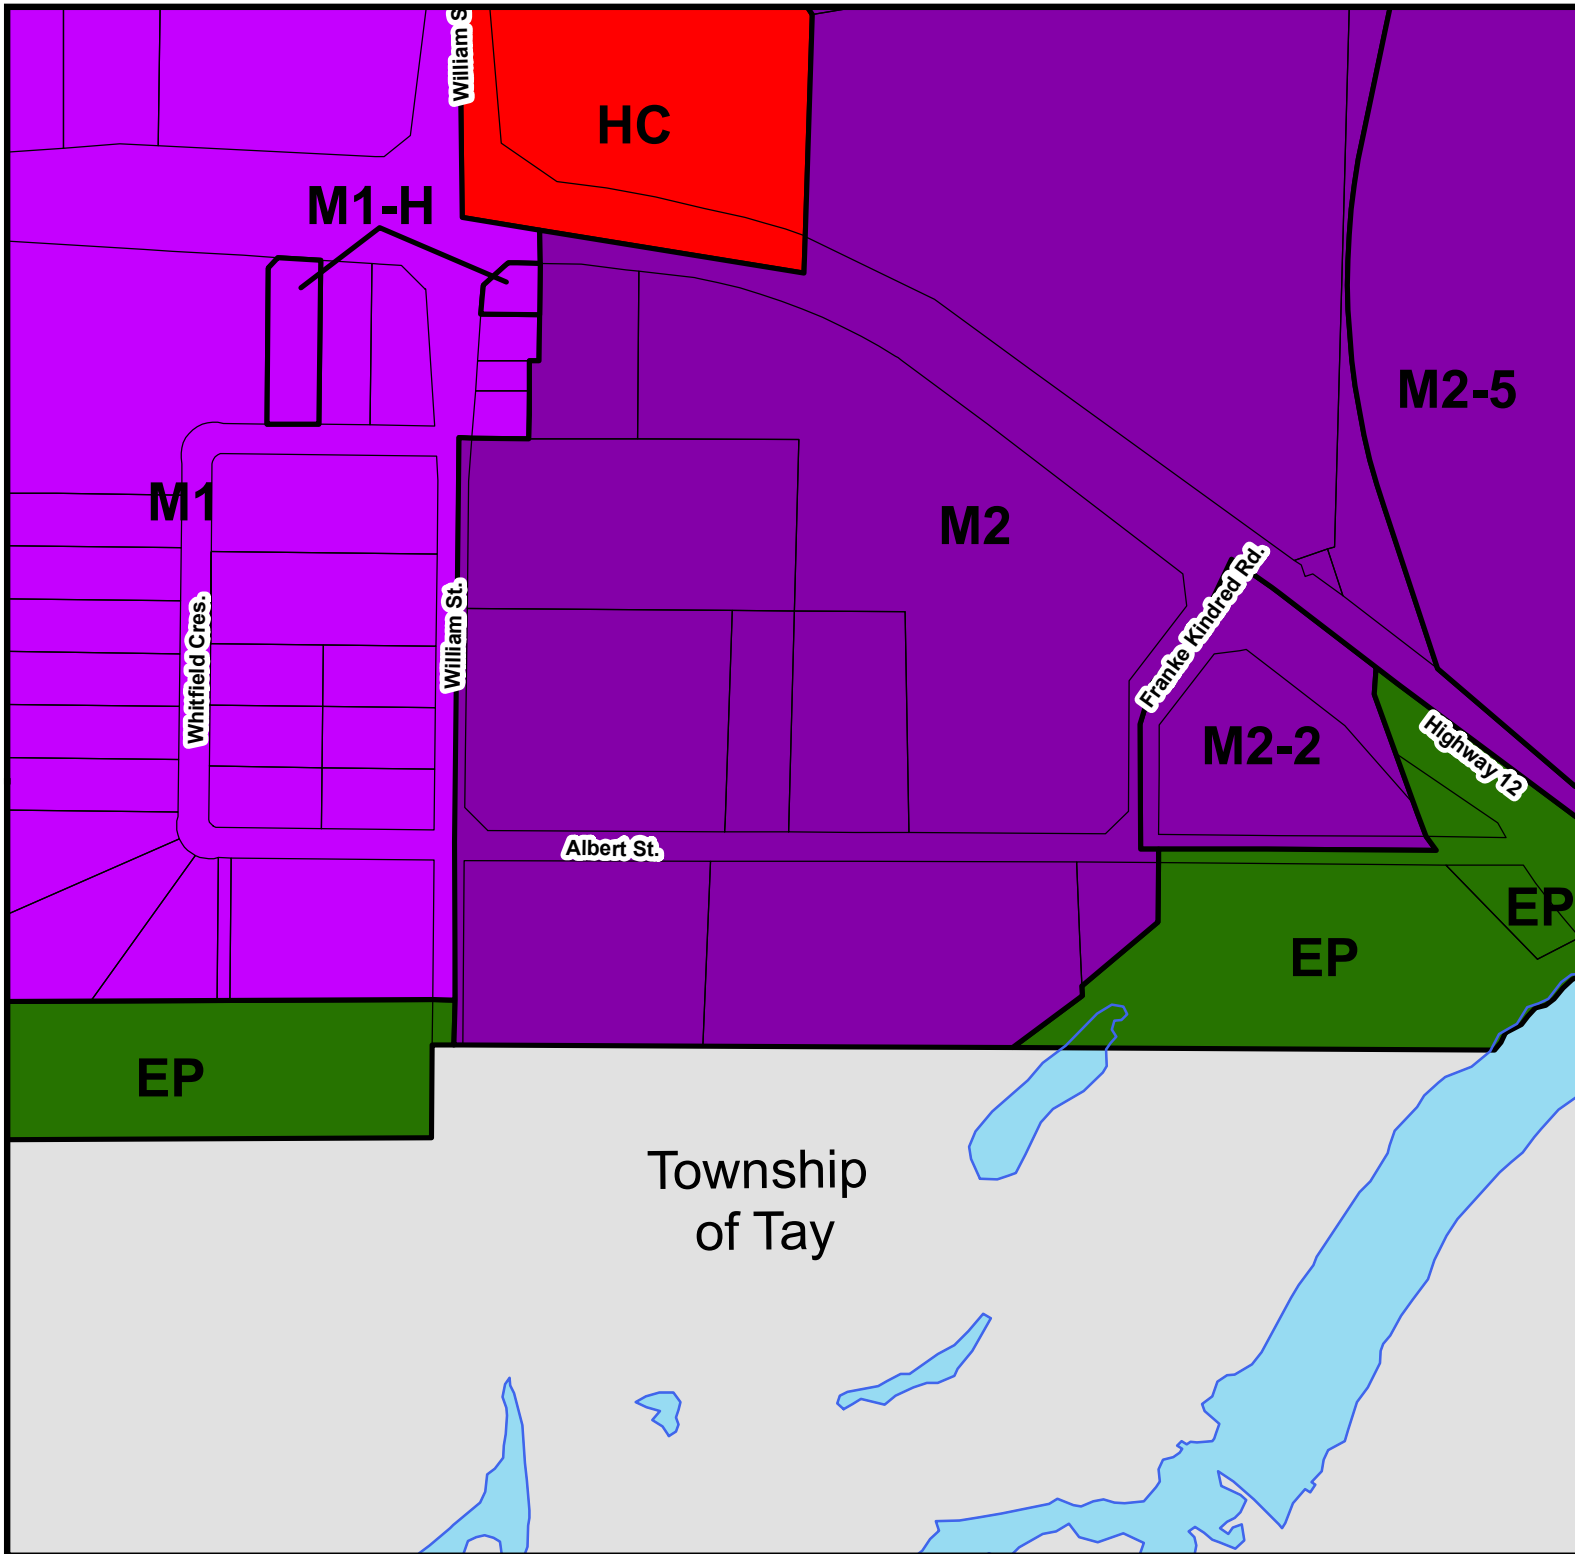 William S
HC
M1-H
M2-5
M1
M2
Franke Kindred Rd.
Whitfield Cres.
William St.
M2-2
Highway 12
Albert St.
EP
EP
EP
Township
of Tay